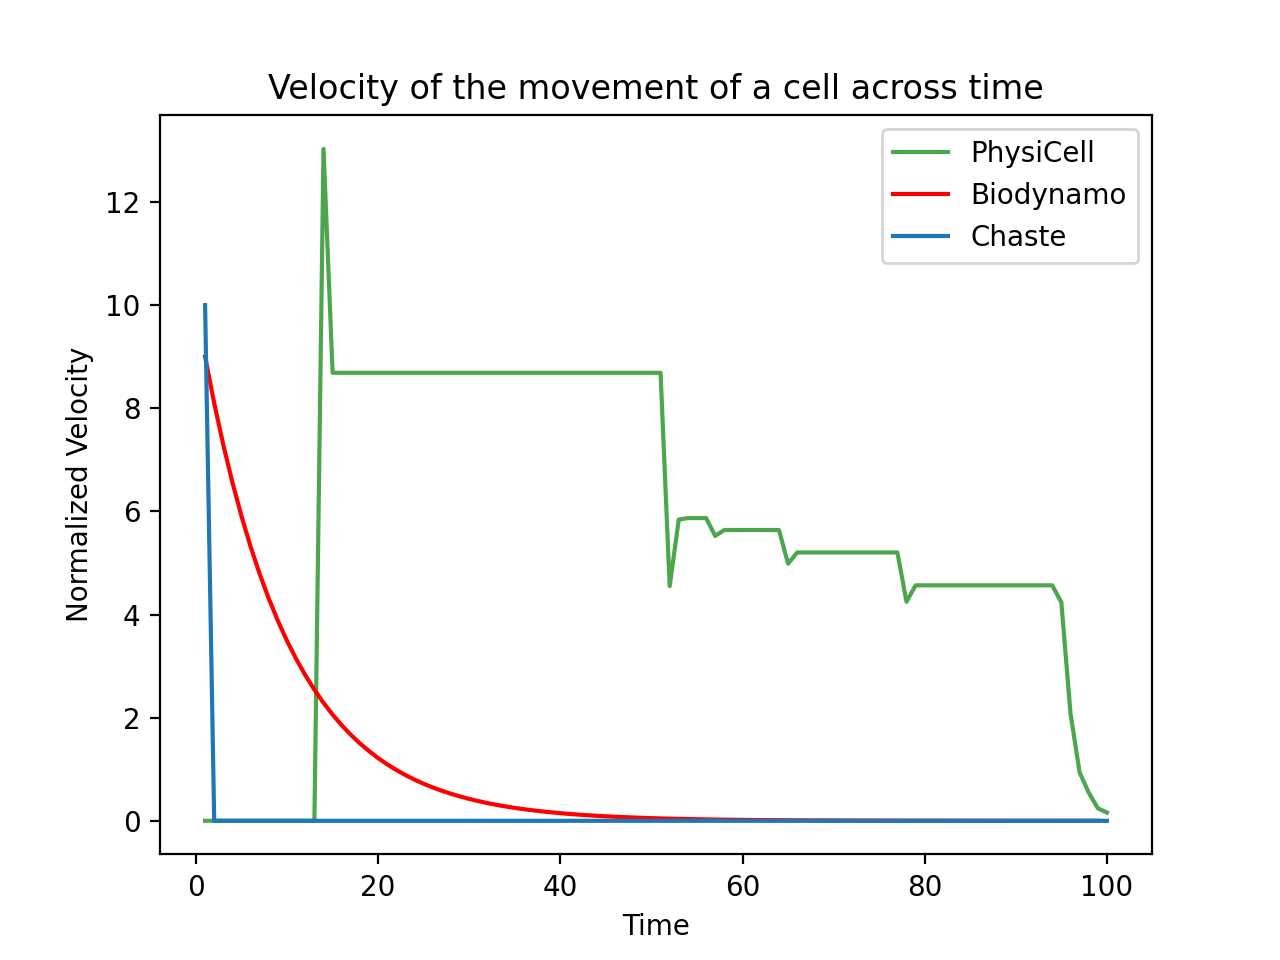 Velocity of the movement of a cell across time
PhysiCell
Biodynamo
Chaste
Normalized Velocity
12
10
8
6
4
2
0
0 20 40 60 80 100
Time